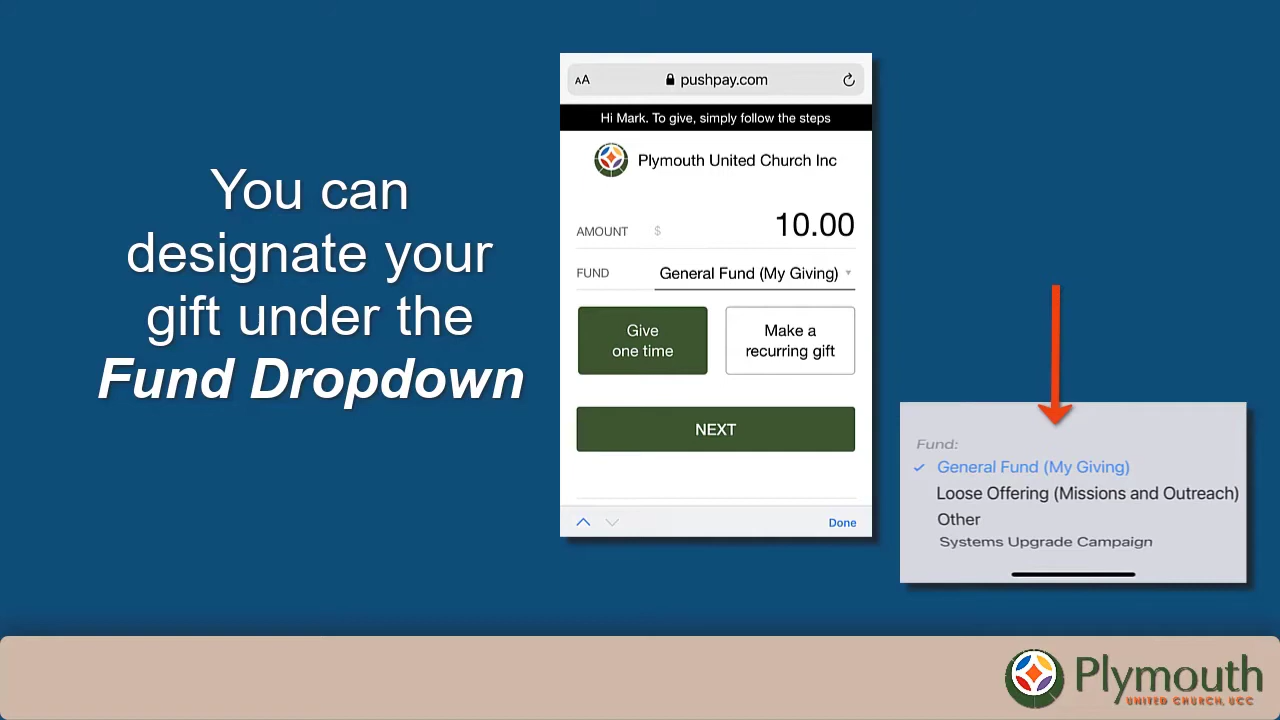 You can
designate your
gift under the
Fund Dropdown
AA
pushpay.com
Hi Mark. To give, simply follow the steps
Plymouth United Church Inc
AMOUNT $ 10.00
FUND General Fund (My Giving)
Give
one time
Make a
recurring gift
NEXT
Done
Fund:
General Fund (My Giving)
Loose Offering (Missions and Outreach)
Other
Systems Upgrade Campaign
Plymouth
UNITED CHURCH, UCC